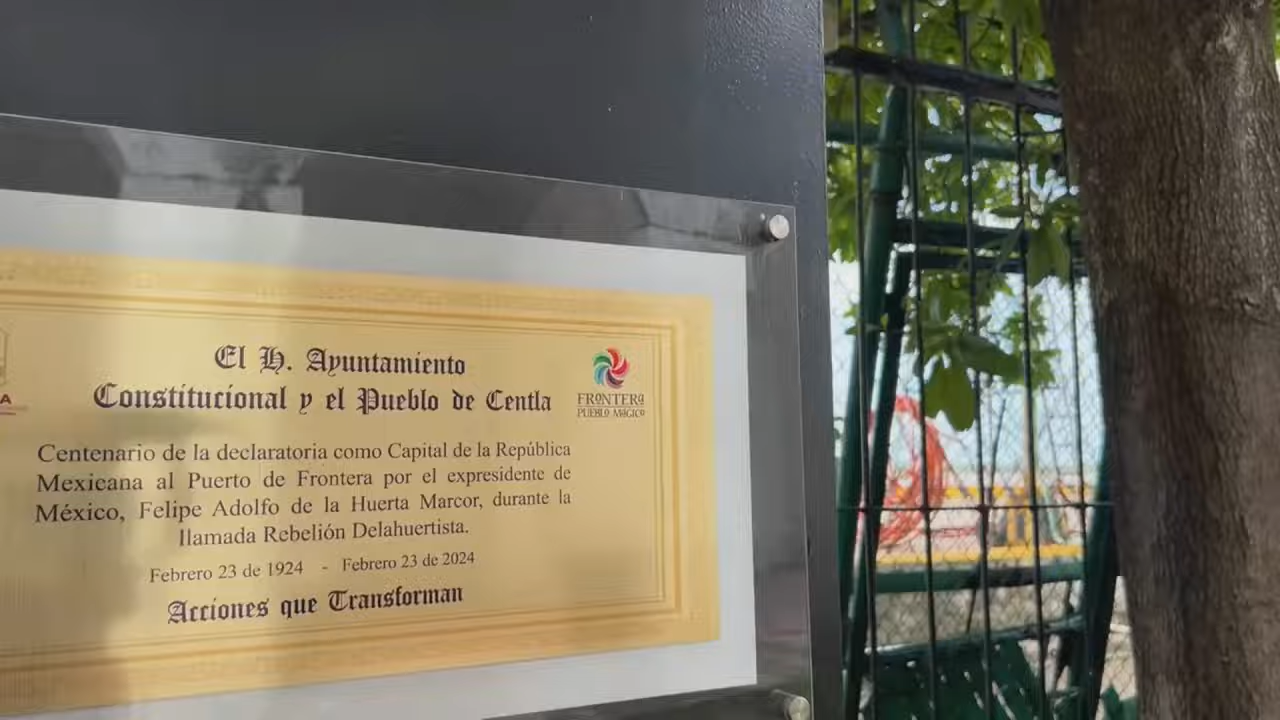 El H. Ayuntamiento
Constitucional y el Pueblo de Centla
FRONTERA
PUEBLO MÁGICO
Centenario de la declaratoria como Capital de la República
Mexicana al Puerto de Frontera por el expresidente de
México, Felipe Adolfo de la Huerta Marcor, durante la
llamada Rebelión Delahuertista.
Febrero 23 de 1924 - Febrero 23 de 2024
Acciones que Transforman